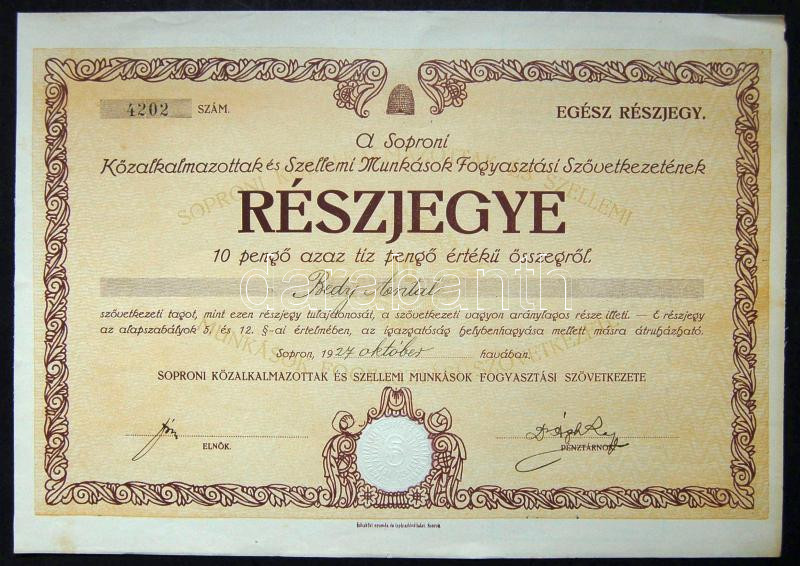 4202 SZÁM.
EGÉSZ RÉSZJEGY.
A Soproni
Közalkalmazottak és Szellemi Munkások Fogyasztási Szövetkezetének
RÉSZJEGYE
10 pengő azaz tíz pengő értékű összegről,
Bedy Antal
szövetkezeti tagot, mint ezen részjegy tulajdonosát, a szövetkezeti vagyon aránylagos része illeti. — E részjegy
az alapszabályok 5. és 12. §-ai értelmében, az igazgatóság helybenhagyása mellett másra átruházható.
Sopron, 1927 október havában.
SOPRONI KÖZALKALMAZOTTAK ÉS SZELLEMI MUNKÁSOK FOGYASZTÁSI SZÖVETKEZETE
ELNÖK.
PÉNZTÁRNOK.
darabanth